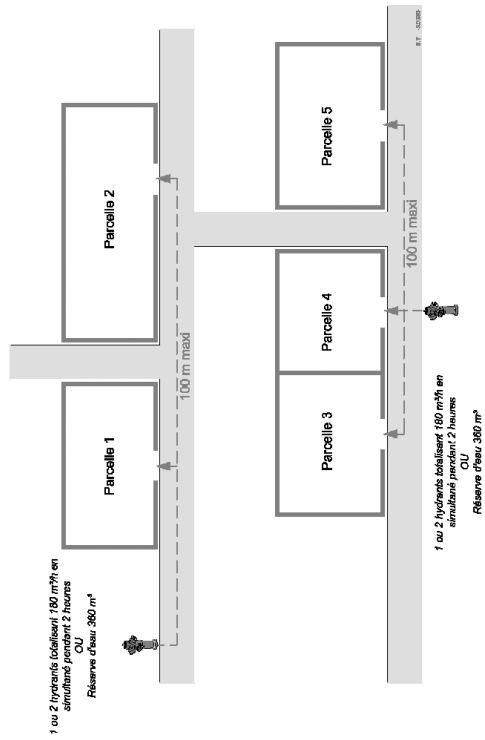 Parcelle 1
Parcelle 2
100 m maxi
1 ou 2 hydrants totalisant 180 m³/h en
simultané pendant 2 heures
OU
Réserve d'eau 360 m³
Parcelle 3
Parcelle 4
Parcelle 5
100 m maxi
1 ou 2 hydrants totalisant 180 m³/h en
simultané pendant 2 heures
OU
Réserve d'eau 360 m³